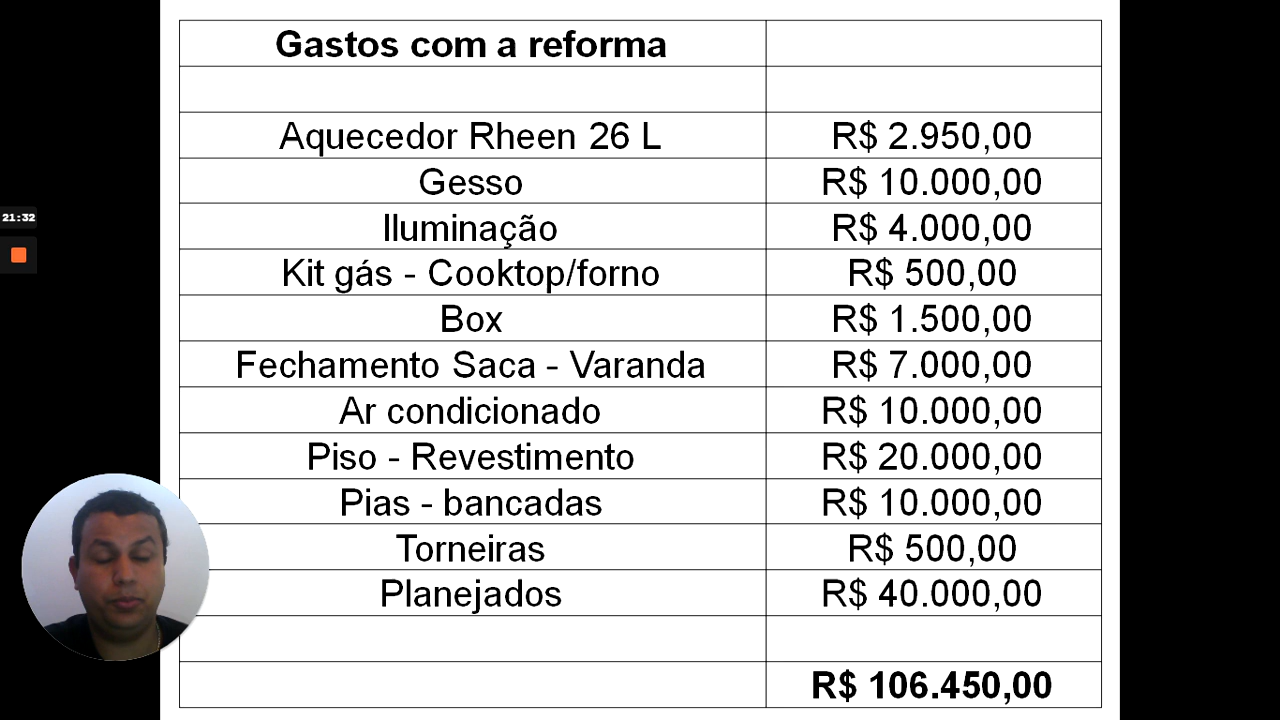 Gastos com a reforma
Aquecedor Rheen 26 L R$ 2.950,00
Gesso R$ 10.000,00
Iluminação R$ 4.000,00
Kit gás - Cooktop/forno R$ 500,00
Box R$ 1.500,00
Fechamento Saca - Varanda R$ 7.000,00
Ar condicionado R$ 10.000,00
Piso - Revestimento R$ 20.000,00
Pias - bancadas R$ 10.000,00
Torneiras R$ 500,00
Planejados R$ 40.000,00
R$ 106.450,00
21:32